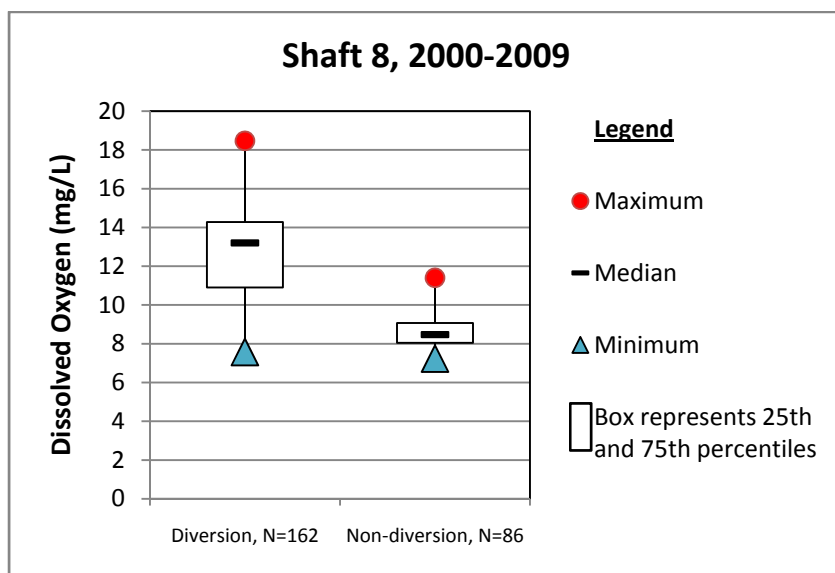 Shaft 8, 2000-2009
Dissolved Oxygen (mg/L)
20
18
16
14
12
10
8
6
4
2
0
Diversion, N=162
Non-diversion, N=86
Legend
Maximum
Median
Minimum
Box represents 25th
and 75th percentiles